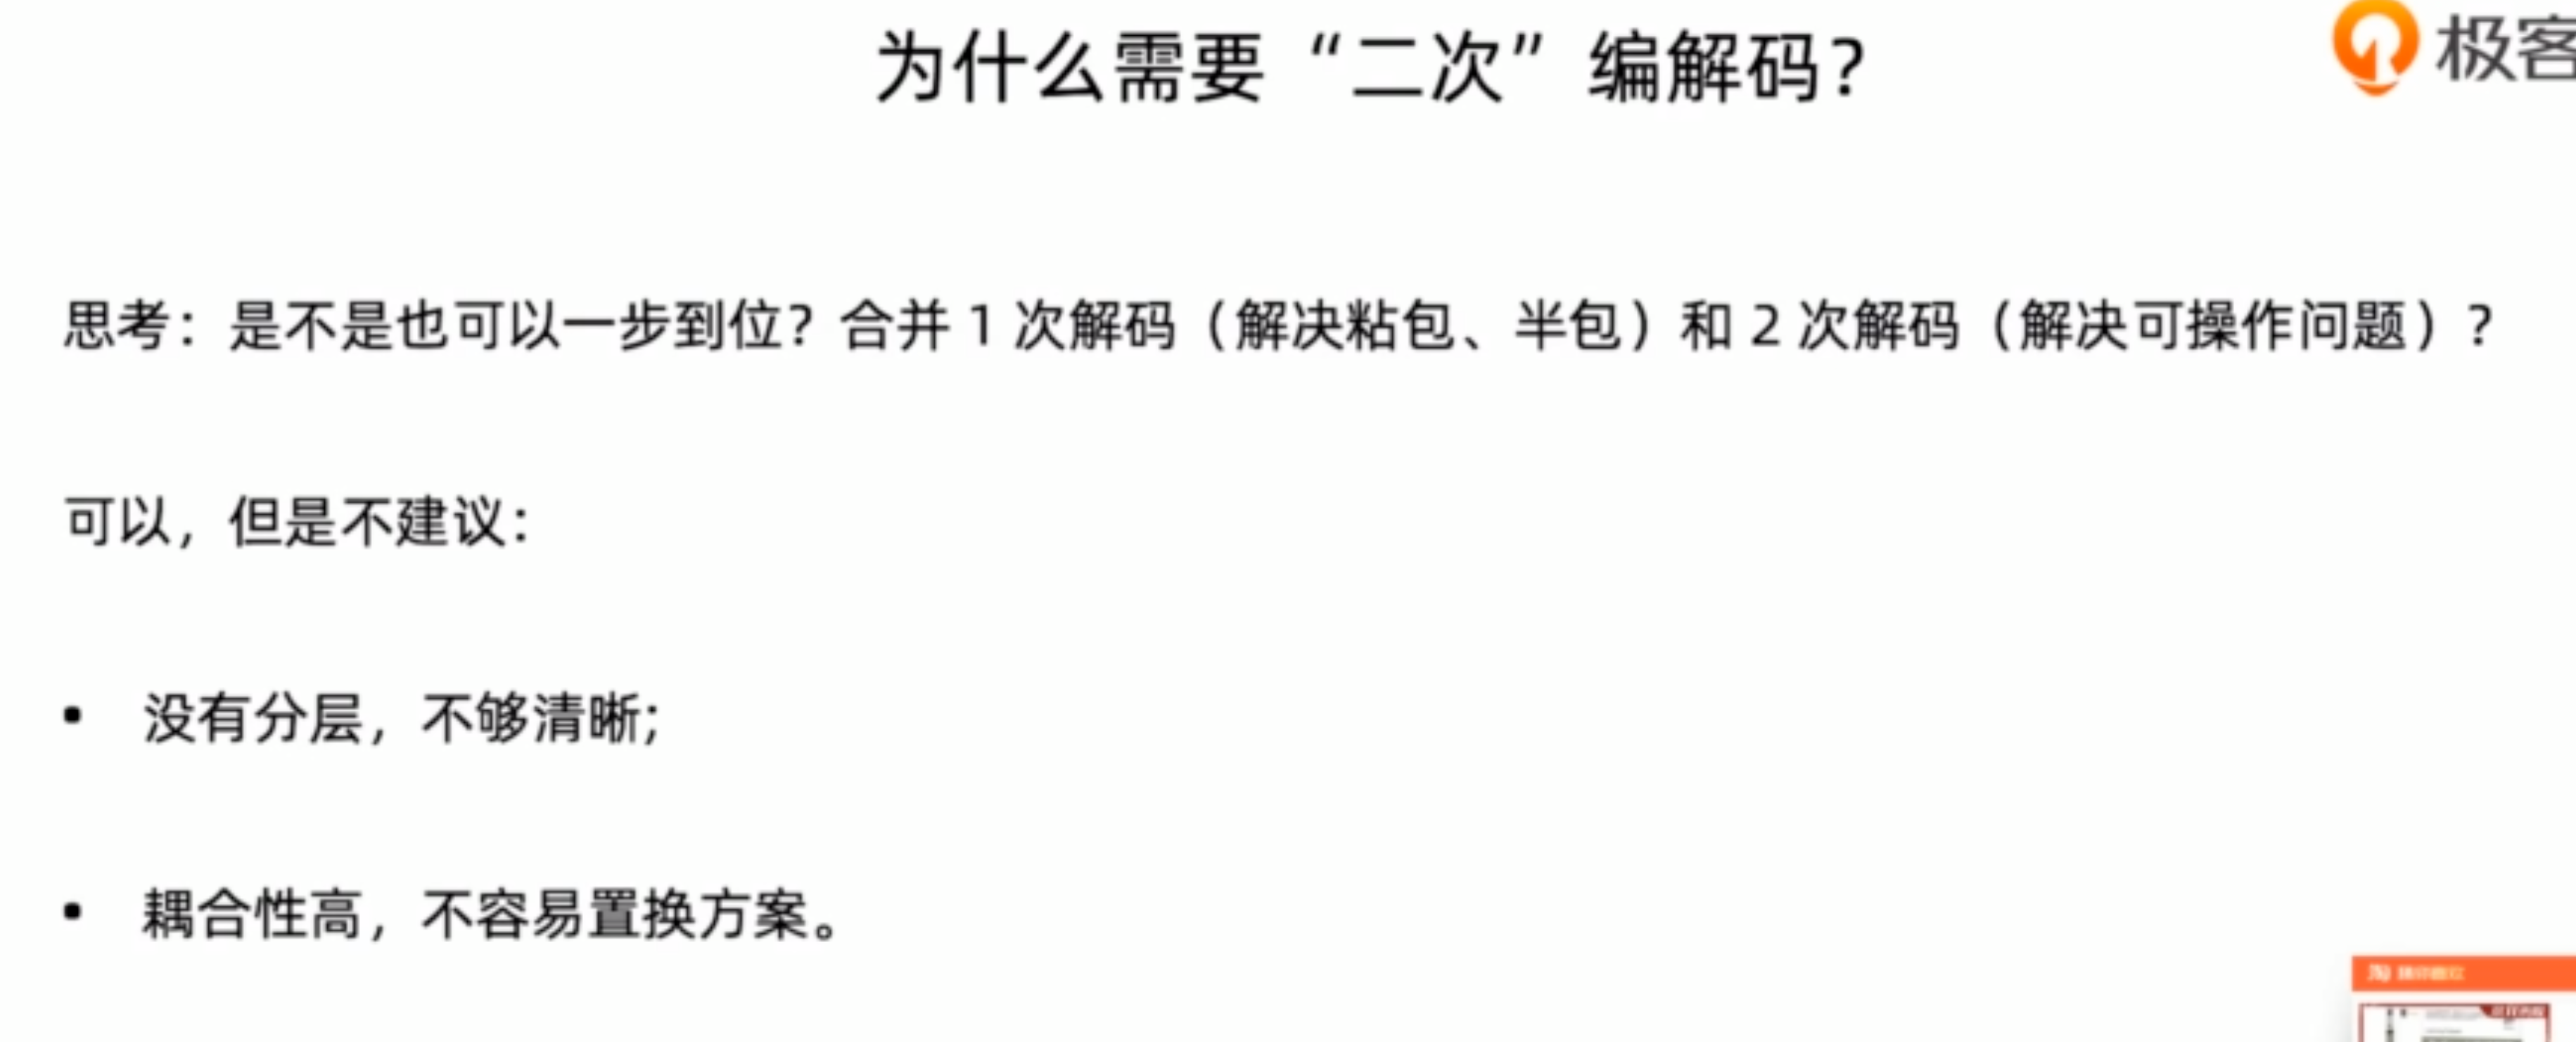 为什么需要“二次”编解码？
极客
思考：是不是也可以一步到位？合并 1 次解码（解决粘包、半包）和 2 次解码（解决可操作问题）？
可以，但是不建议：
• 没有分层，不够清晰；
• 耦合性高，不容易置换方案。
淘